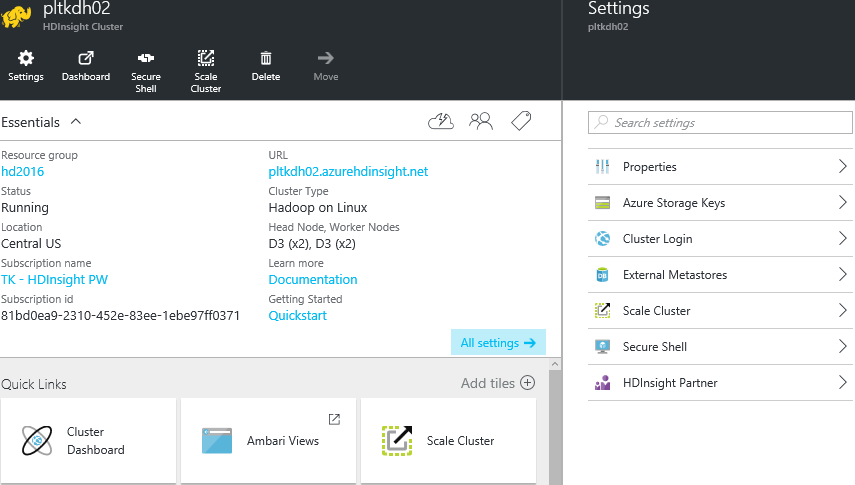 pltkdh02
HDInsight Cluster
Settings
Dashboard
Secure
Shell
Scale
Cluster
Delete
Move
Essentials
Resource group
hd2016
Status
Running
Location
Central US
Subscription name
TK - HDInsight PW
Subscription id
81bd0ea9-2310-452e-83ee-1ebe97ff0371
URL
pltkdh02.azurehdinsight.net
Cluster Type
Hadoop on Linux
Head Node, Worker Nodes
D3 (x2), D3 (x2)
Learn more
Documentation
Getting Started
Quickstart
All settings
Quick Links
Add tiles
Cluster
Dashboard
Ambari Views
Scale Cluster
Settings
pltkdh02
Search settings
Properties
Azure Storage Keys
Cluster Login
External Metastores
DB
Scale Cluster
Secure Shell
HDInsight Partner